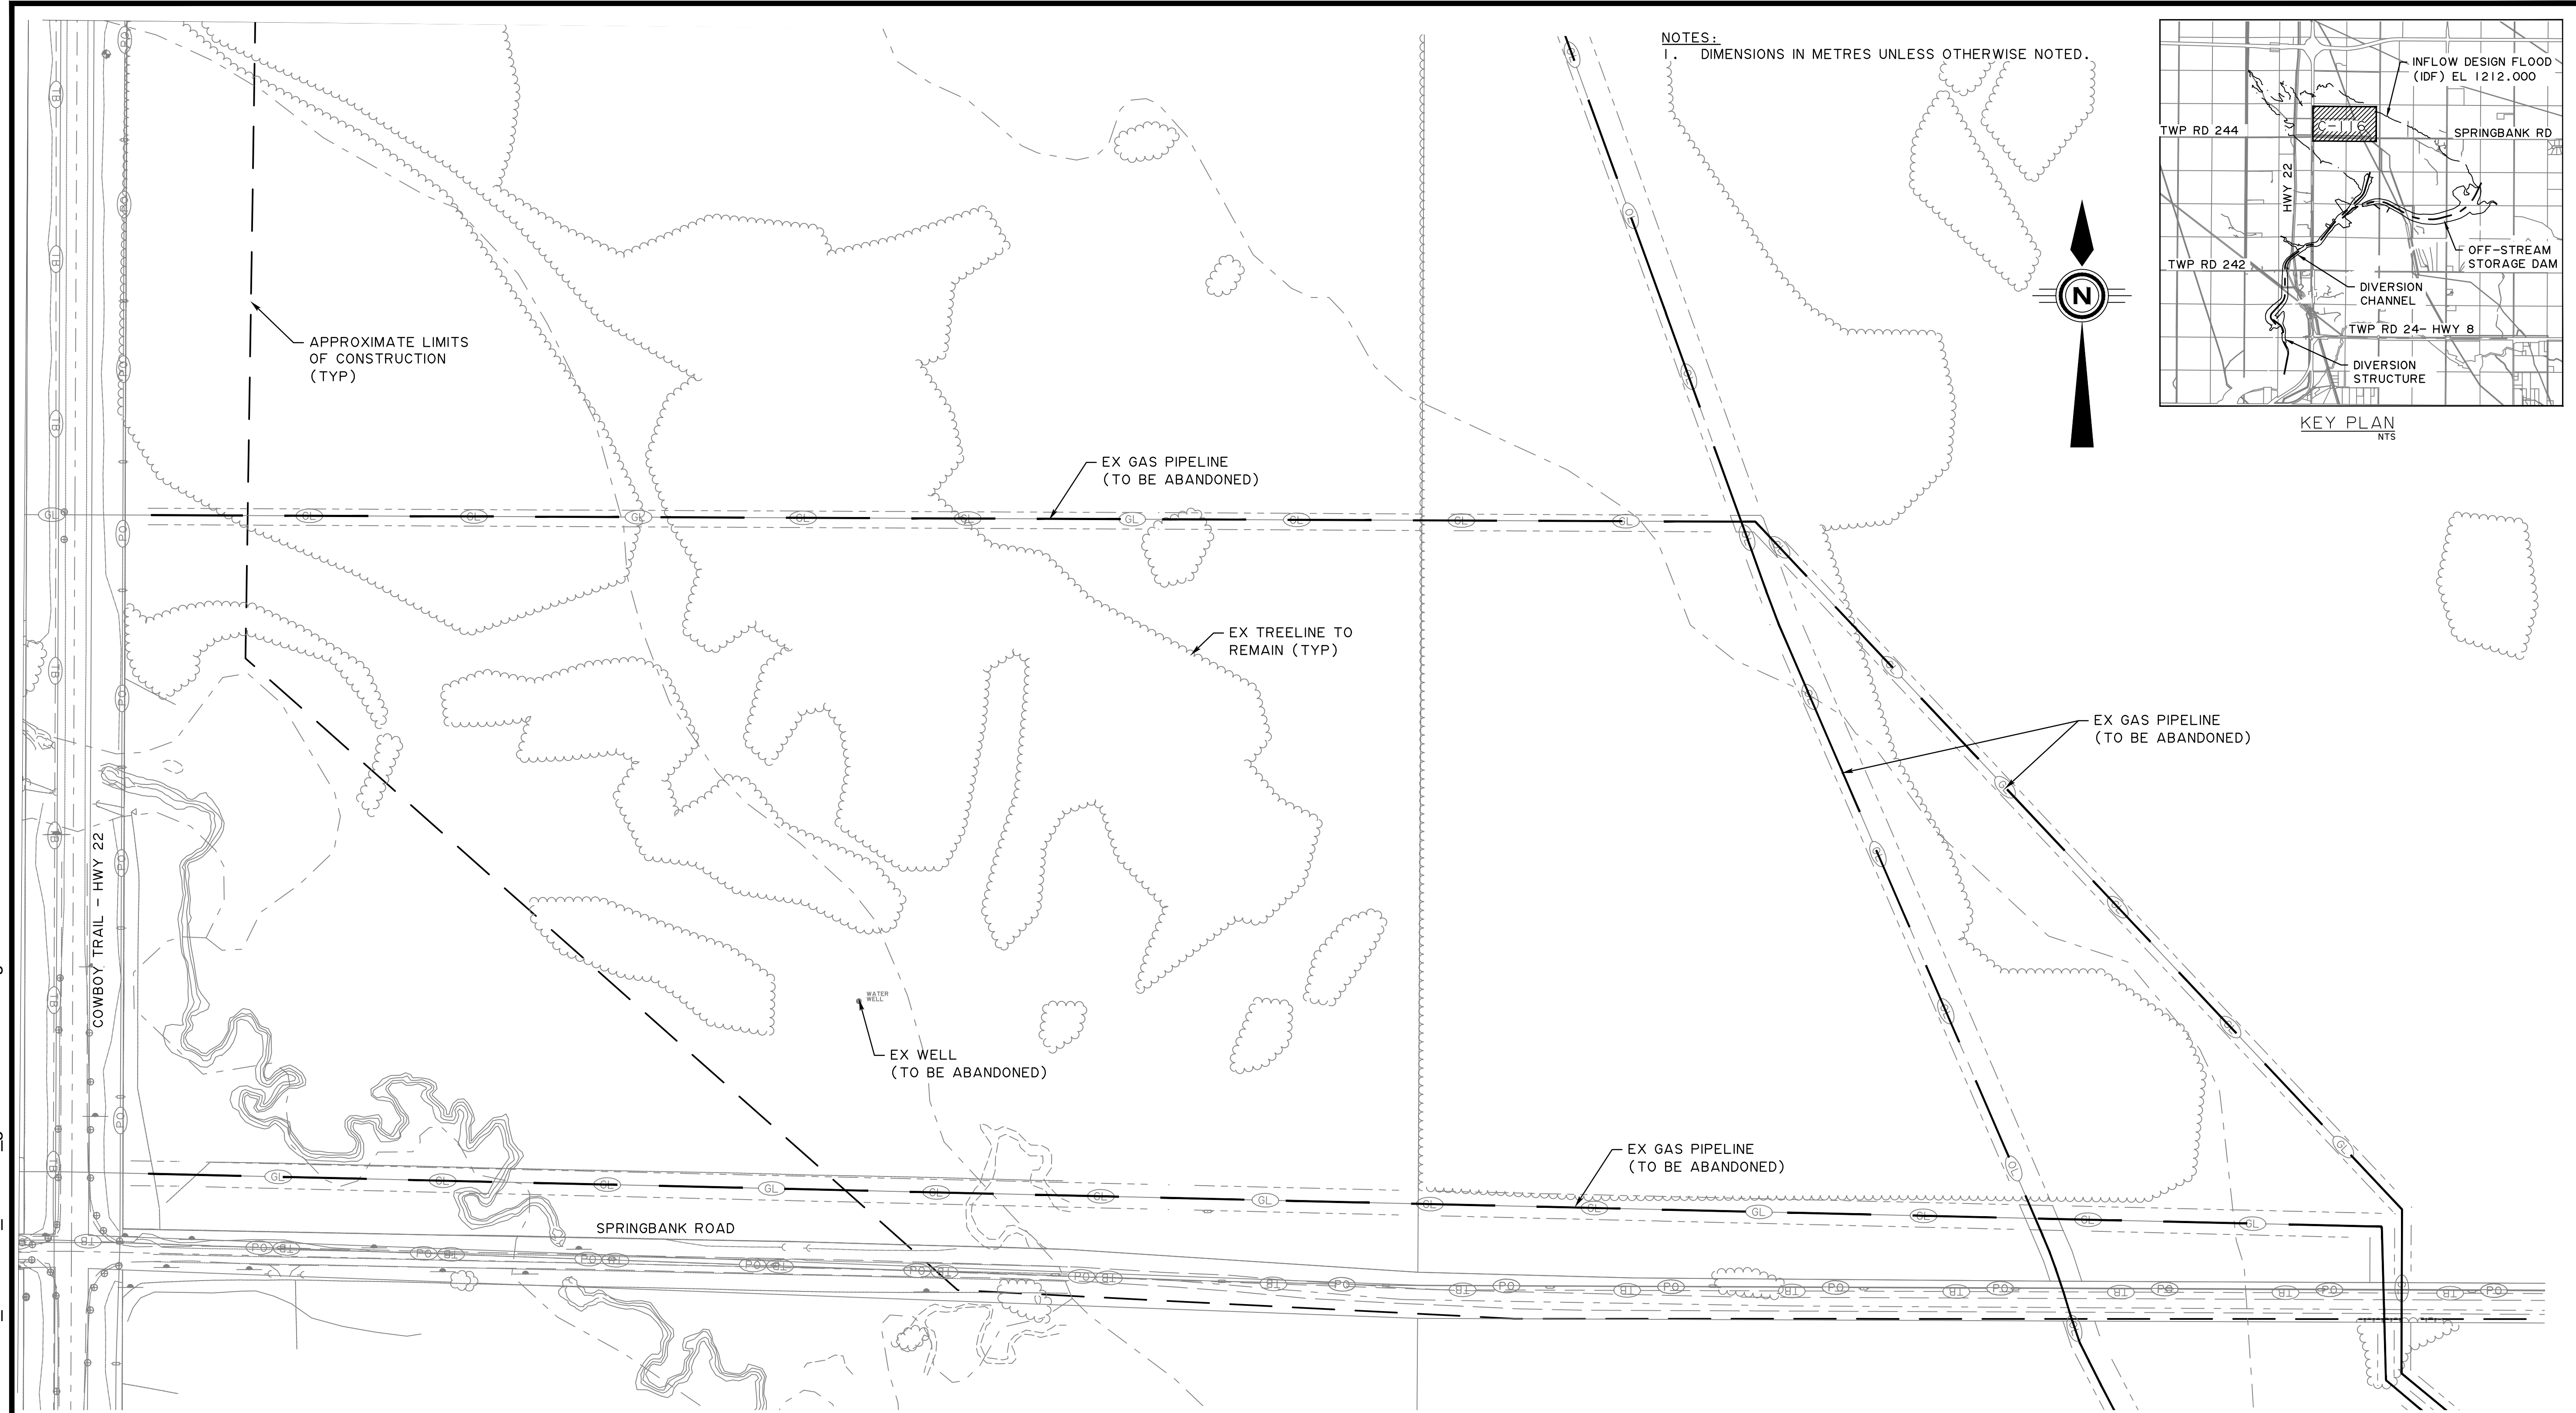 NOTES:
1. DIMENSIONS IN METRES UNLESS OTHERWISE NOTED.
INFLOW DESIGN FLOOD
(IDF) EL 1212.000
C-116
TWP RD 244
SPRINGBANK RD
HWY 22
OFF-STREAM
STORAGE DAM
TWP RD 242
DIVERSION
CHANNEL
TWP RD 24- HWY 8
DIVERSION
STRUCTURE
KEY PLAN
NTS
N
APPROXIMATE LIMITS
OF CONSTRUCTION
(TYP)
EX GAS PIPELINE
(TO BE ABANDONED)
EX TREELINE TO
REMAIN (TYP)
EX GAS PIPELINE
(TO BE ABANDONED)
COWBOY TRAIL - HWY 22
WATER
WELL
EX WELL
(TO BE ABANDONED)
EX GAS PIPELINE
(TO BE ABANDONED)
SPRINGBANK ROAD